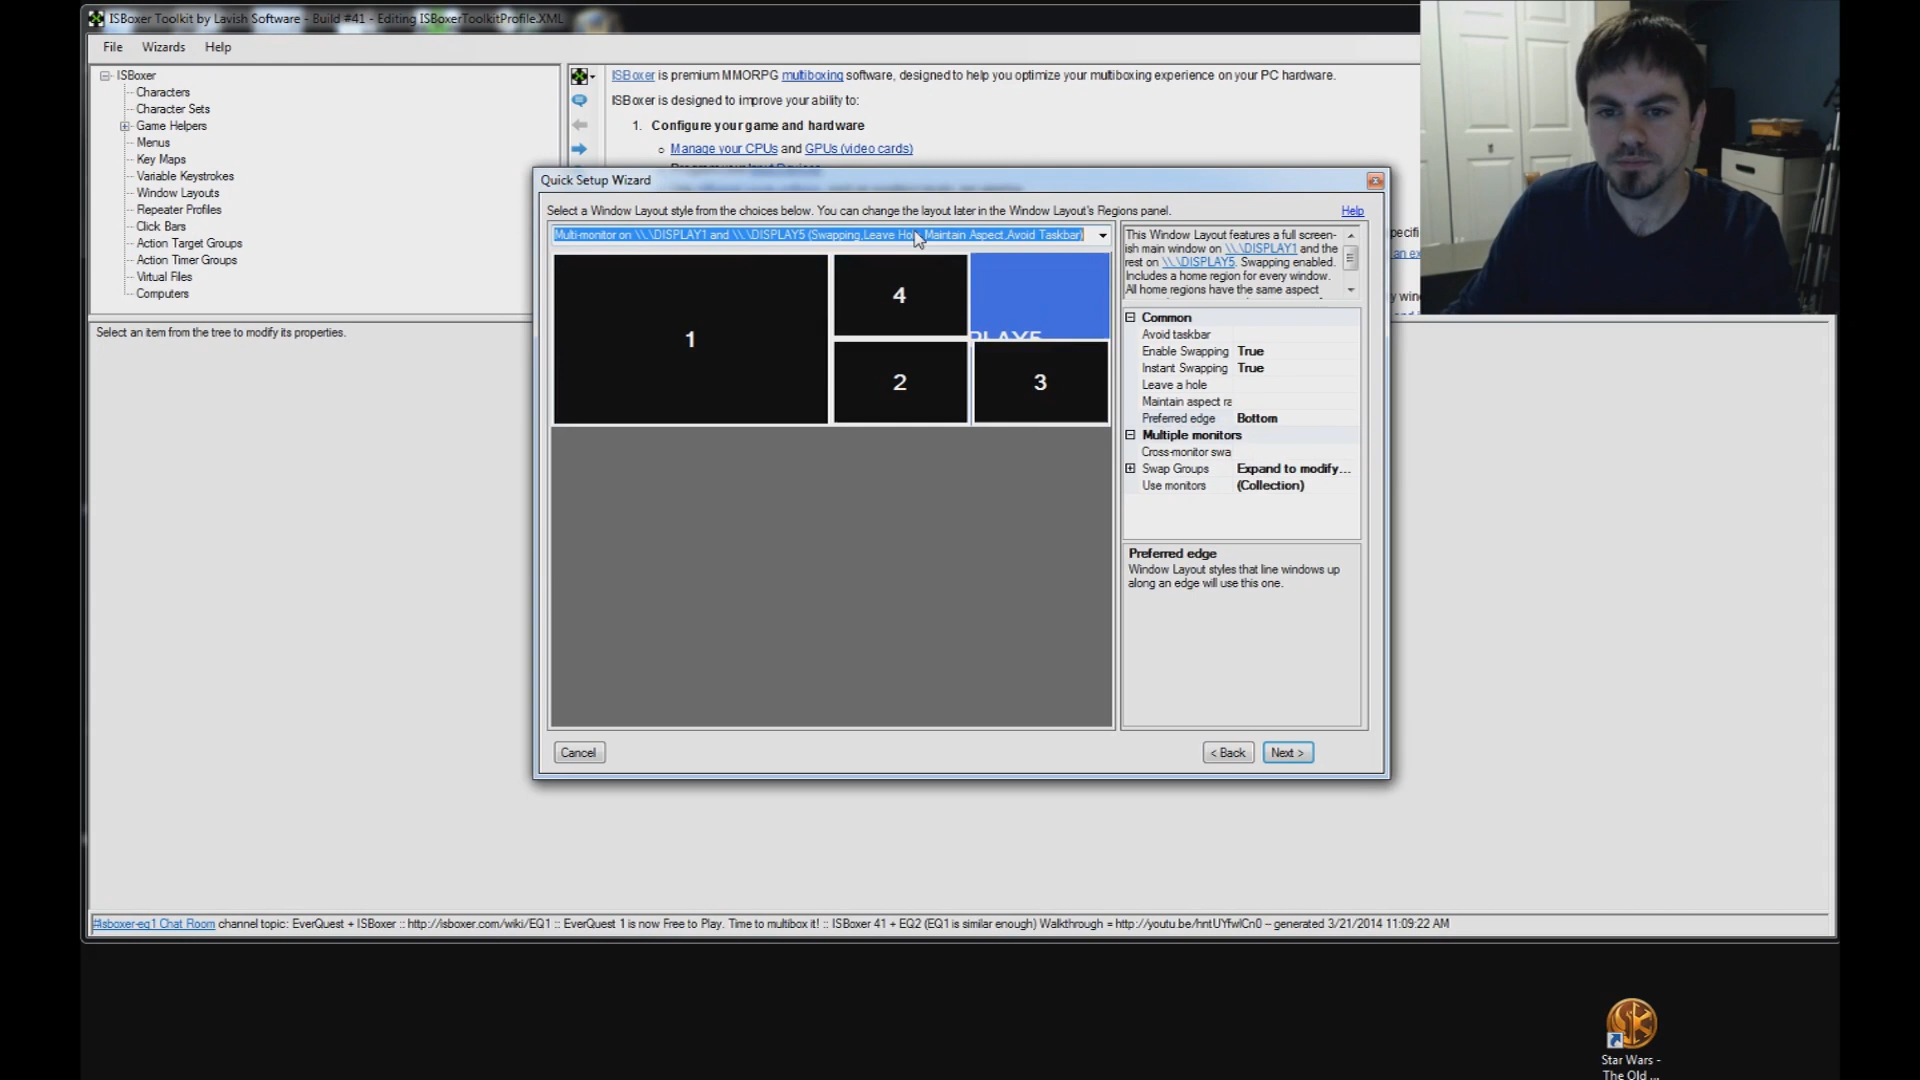 ISBoxer Toolkit by Lavish Software - Build #41 - Editing ISBoxerToolkitProfile.XML
File Wizards Help
ISBoxer
Characters
Character Sets
Game Helpers
Menus
Key Maps
Variable Keystrokes
Window Layouts
Repeater Profiles
Click Bars
Action Target Groups
Action Timer Groups
Virtual Files
Computers
ISBoxer is premium MMORPG multiboxing software, designed to help you optimize your multiboxing experience on your PC hardware.
ISBoxer is designed to improve your ability to:
1. Configure your game and hardware
o Manage your CPUs and GPUs (video cards)
Select an item from the tree to modify its properties.
Quick Setup Wizard
Select a Window Layout style from the choices below. You can change the layout later in the Window Layout's Regions panel.
Help
Multi-monitor on \\.\DISPLAY1 and \\.\DISPLAY5 (Swapping,Leave Maintain Aspect,Avoid Taskbar)
1
4
PLAY5
2
3
This Window Layout features a full screen-
ish main window on \\.\DISPLAY1 and the
rest on \\.\DISPLAY5. Swapping enabled.
Includes a home region for every window.
All home regions have the same aspect
Common
Avoid taskbar
Enable Swapping True
Instant Swapping True
Leave a hole
Maintain aspect ra
Preferred edge Bottom
Multiple monitors
Cross-monitor swa
Swap Groups Expand to modify...
Use monitors (Collection)
Preferred edge
Window Layout styles that line windows up
along an edge will use this one.
Cancel
< Back
Next >
#isboxer-eq1 Chat Room channel topic: EverQuest + ISBoxer :: http://isboxer.com/wiki/EQ1 :: EverQuest 1 is now Free to Play. Time to multibox it! :: ISBoxer 41 + EQ2 (EQ1 is similar enough) Walkthrough = http://youtu.be/hntUYfwlCn0 -- generated 3/21/2014 11:09:22 AM
Star Wars -
The Old ...